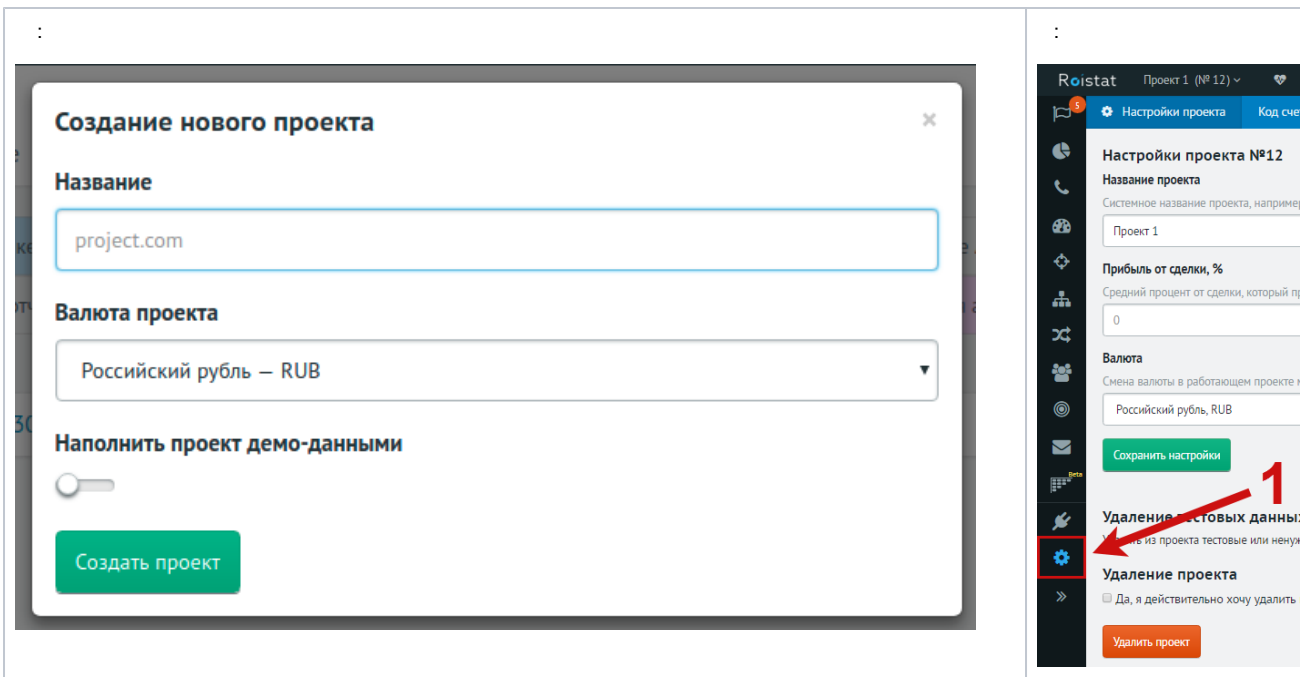 :
Создание нового проекта
×
Название
project.com
Валюта проекта
Российский рубль — RUB
Наполнить проект демо-данными
Создать проект
:
Roistat Проект 1 (№ 12)
5
Настройки проекта Код сче
Настройки проекта №12
Название проекта
Системное название проекта, например
Проект 1
Прибыль от сделки, %
Средний процент от сделки, который пр
0
Валюта
Смена валюты в работающем проекте
Российский рубль, RUB
Сохранить настройки
Beta
1
Удаление тестовых данных
из проекта тестовые или ненуж
Удаление проекта
Да, я действительно хочу удалить
Удалить проект